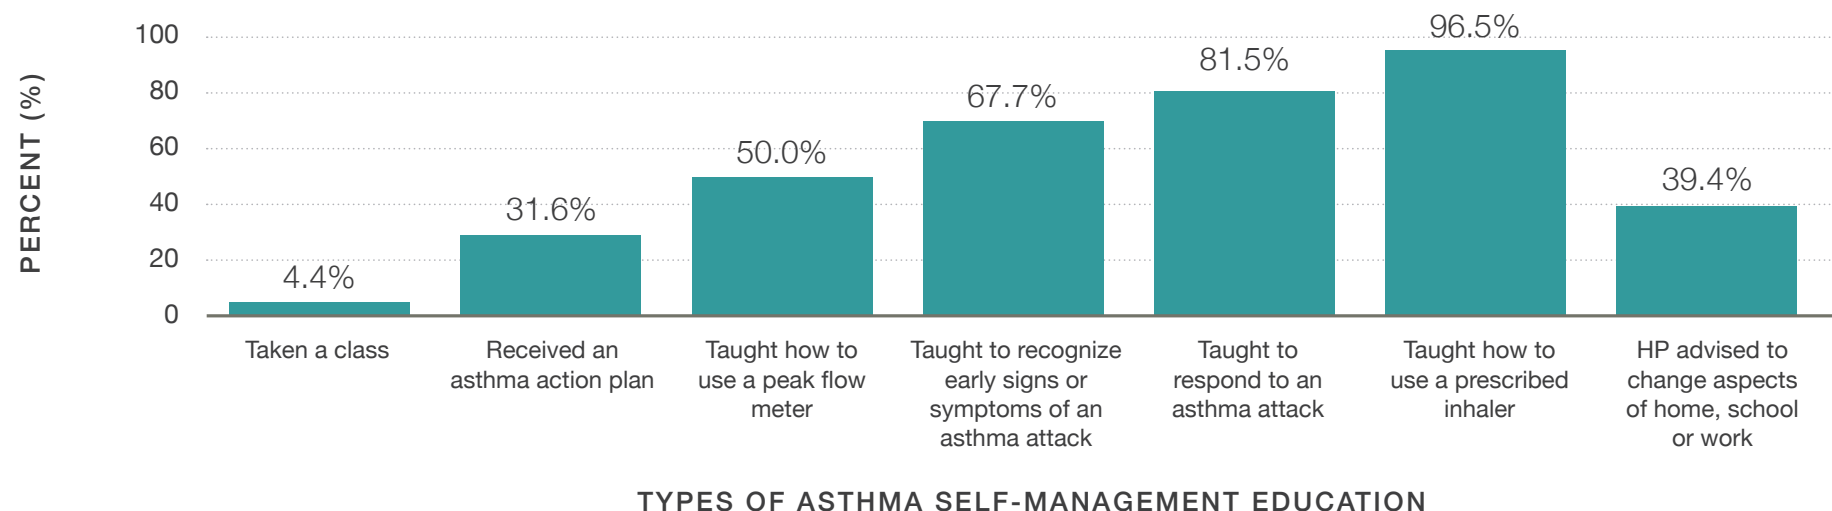 PERCENT (%)
100
80
60
40
20
0
4.4%
31.6%
50.0%
67.7%
81.5%
96.5%
39.4%
Taken a class
Received an
asthma action plan
Taught how to
use a peak flow
meter
Taught to recognize
early signs or
symptoms of an
asthma attack
Taught to
respond to an
asthma attack
Taught how to
use a prescribed
inhaler
HP advised to
change aspects
of home, school
or work
TYPES OF ASTHMA SELF-MANAGEMENT EDUCATION